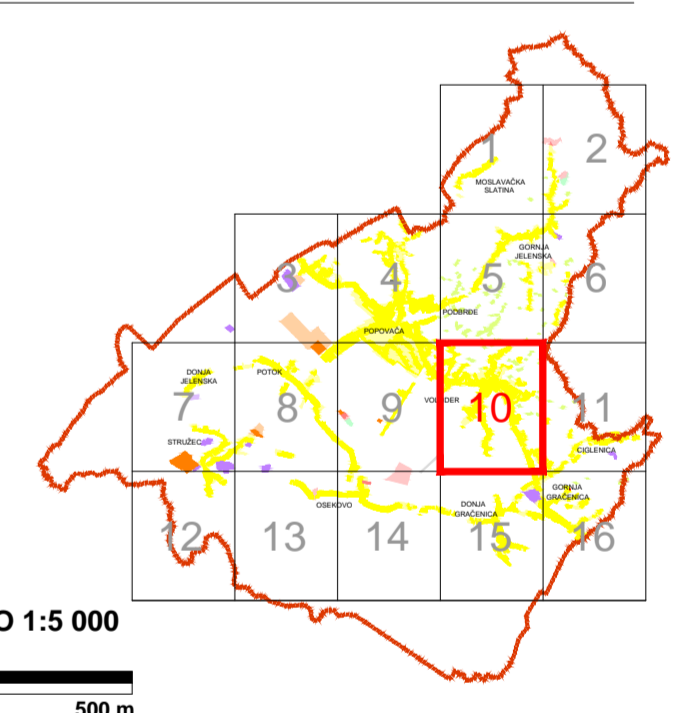 1
2
MOSLAVAČKA
SLATINA
GORNJA
JELENSKA
3
4
5
6
PODBRĐE
POPOVAČA
DONJA
JELENSKA
POTOK
7
8
9
VOLODER
10
11
STRUŽEC
CIGLENICA
GORNJA
GRAČENICA
OSEKOVO
DONJA
GRAČENICA
12
13
14
15
16
O 1:5 000
500 m